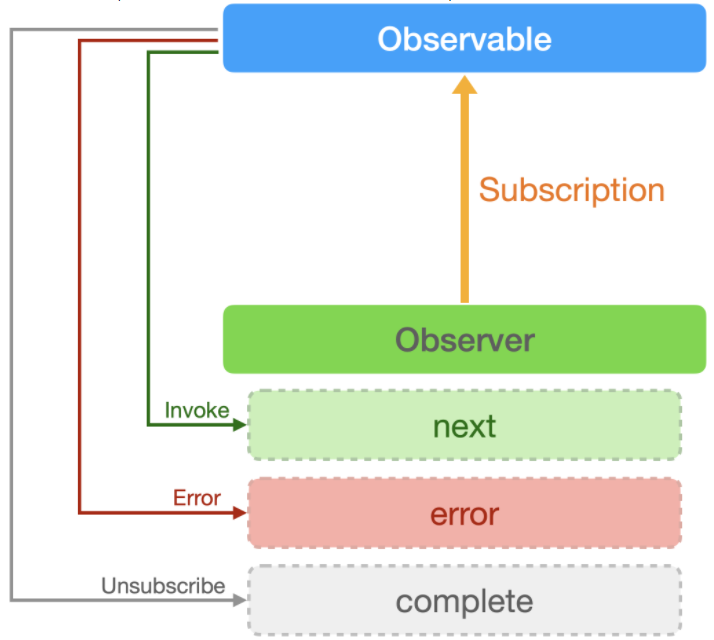 Observable
Subscription
Observer
Invoke
next
Error
error
Unsubscribe
complete